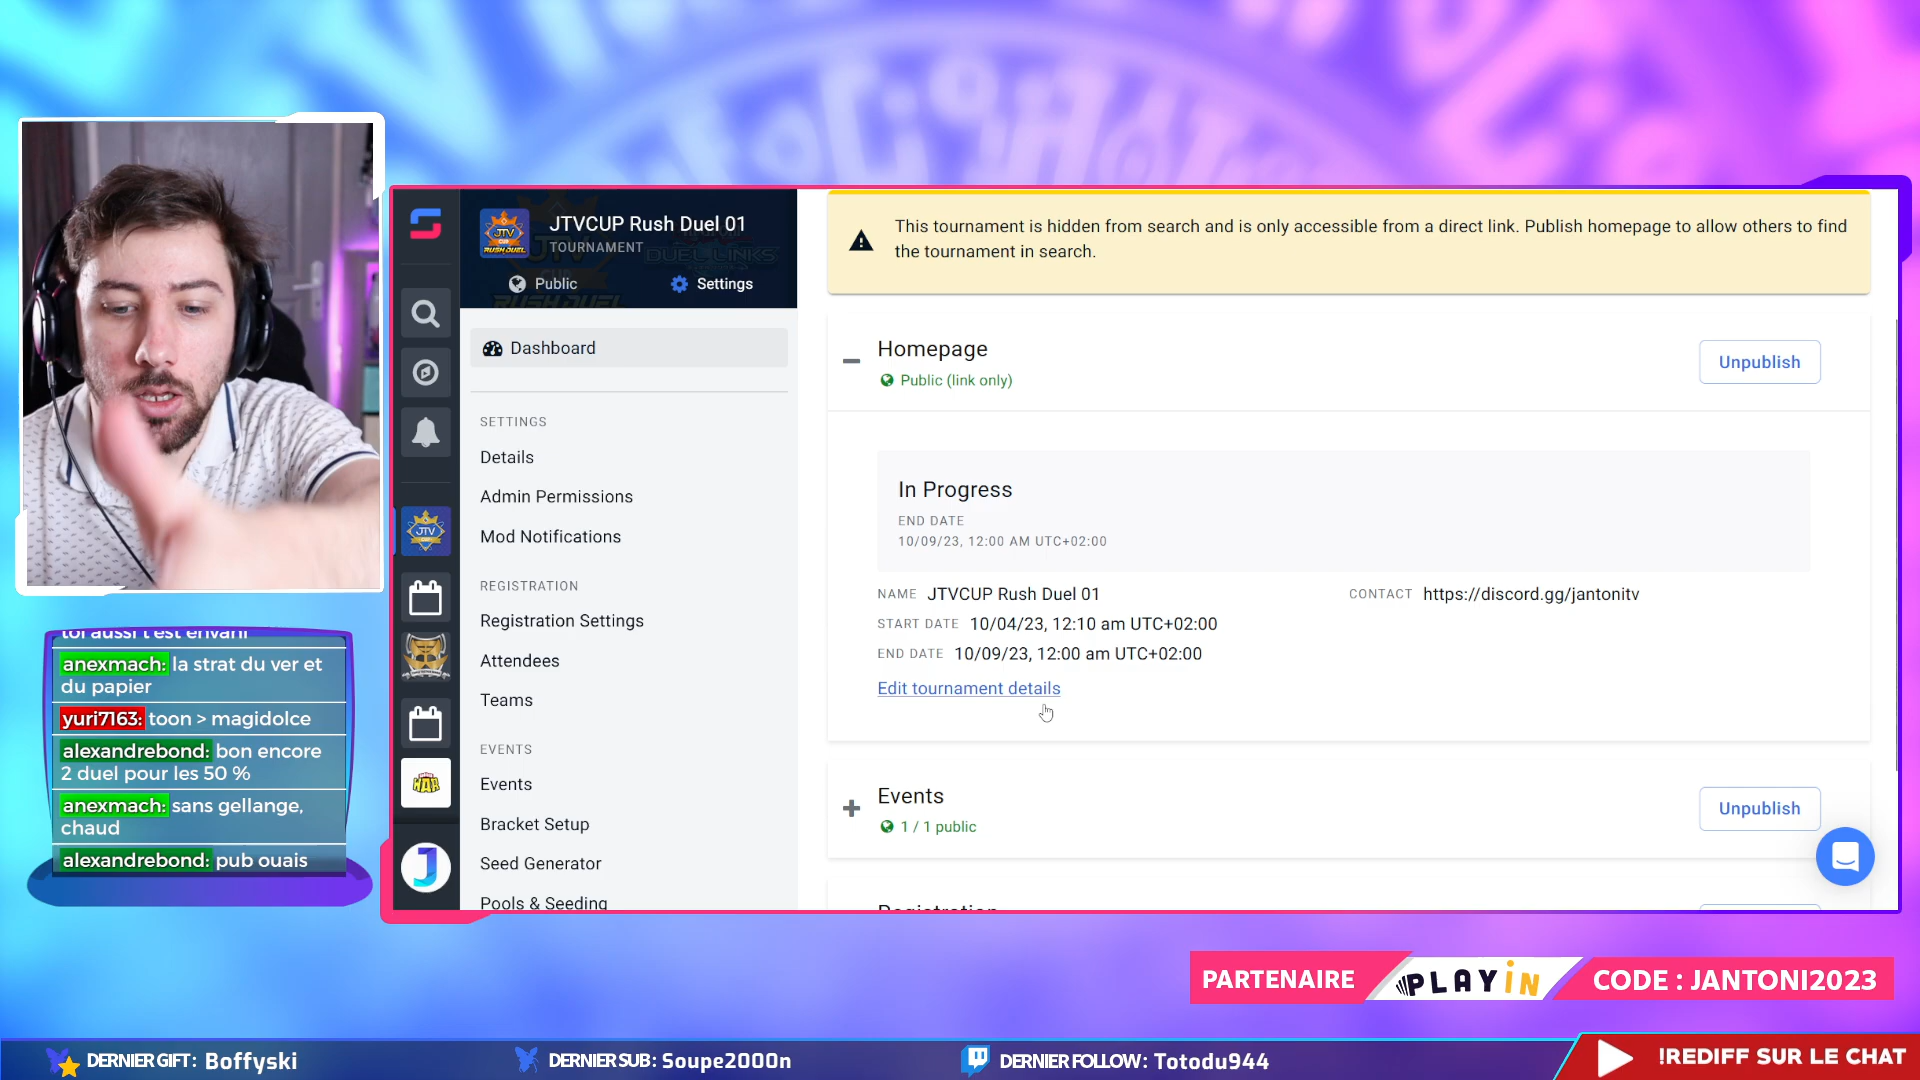 JTVCUP Rush Duel 01
TOURNAMENT
Public
Settings
Dashboard
SETTINGS
Details
Admin Permissions
Mod Notifications
REGISTRATION
Registration Settings
Attendees
Teams
EVENTS
Events
Bracket Setup
Seed Generator
Pools & Seeding
This tournament is hidden from search and is only accessible from a direct link. Publish homepage to allow others to find
the tournament in search.
Homepage
Public (link only)
Unpublish
In Progress
END DATE
10/09/23, 12:00 AM UTC+02:00
NAME JTVCUP Rush Duel 01
CONTACT https://discord.gg/jantonitv
START DATE 10/04/23, 12:10 am UTC+02:00
END DATE 10/09/23, 12:00 am UTC+02:00
Edit tournament details
Events
1 / 1 public
Unpublish
Registration
toi aussi t'est envahi
anexmach: la strat du ver et
du papier
yuri7163: toon > magidolce
alexandrebond: bon encore
2 duel pour les 50 %
anexmach: sans gellange,
chaud
alexandrebond: pub ouais
PARTENAIRE
PLAYIN
CODE : JANTONI2023
DERNIER GIFT : Boffyski
DERNIER SUB : Soupe2000n
DERNIER FOLLOW : Totodu944
!REDIFF SUR LE CHAT